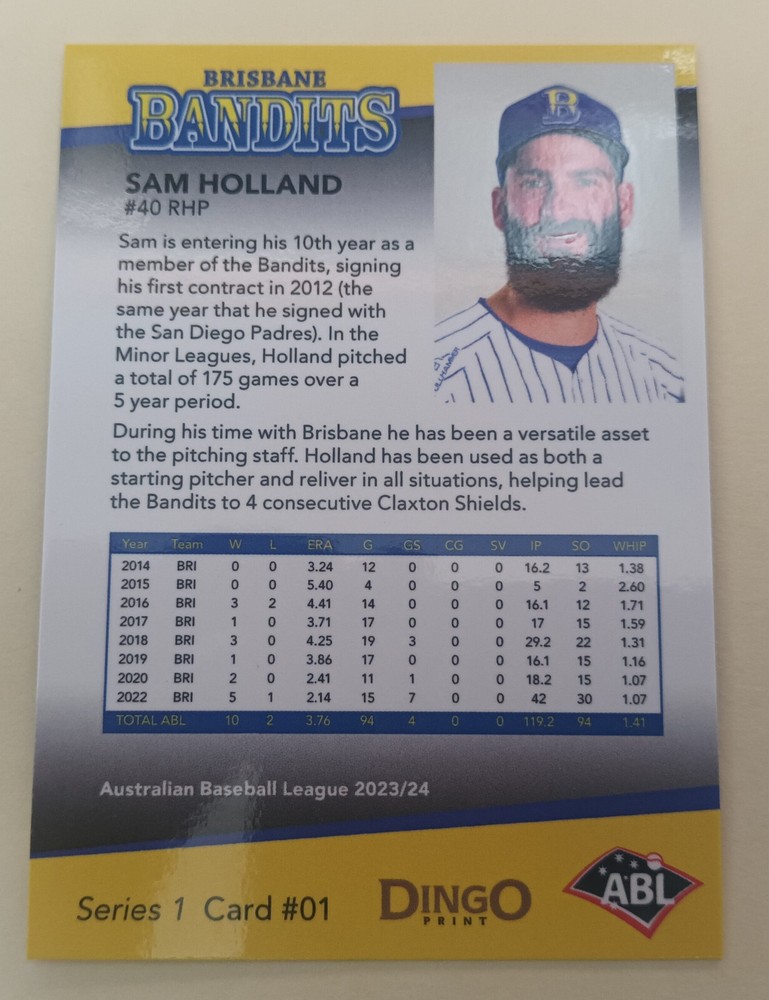 BRISBANE
BANDITS
SAM HOLLAND
#40 RHP
Sam is entering his 10th year as a
member of the Bandits, signing
his first contract in 2012 (the
same year that he signed with
the San Diego Padres). In the
Minor Leagues, Holland pitched
a total of 175 games over a
5 year period.
During his time with Brisbane he has been a versatile asset
to the pitching staff. Holland has been used as both a
starting pitcher and reliver in all situations, helping lead
the Bandits to 4 consecutive Claxton Shields.
Year Team W L ERA G GS CG SV IP SO WHIP
2014 BRI 0 0 3.24 12 0 0 0 16.2 13 1.38
2015 BRI 0 0 5.40 4 0 0 0 5 2 2.60
2016 BRI 3 2 4.41 14 0 0 0 16.1 12 1.71
2017 BRI 1 0 3.71 17 0 0 0 17 15 1.59
2018 BRI 3 0 4.25 19 3 0 0 29.2 22 1.31
2019 BRI 1 0 3.86 17 0 0 0 16.1 15 1.16
2020 BRI 2 0 2.41 11 1 0 0 18.2 15 1.07
2022 BRI 5 1 2.14 15 7 0 0 42 30 1.07
TOTAL ABL 10 2 3.76 94 4 0 0 119.2 94 1.41
Australian Baseball League 2023/24
Series 1 Card #01
DINGO
PRINT
ABL